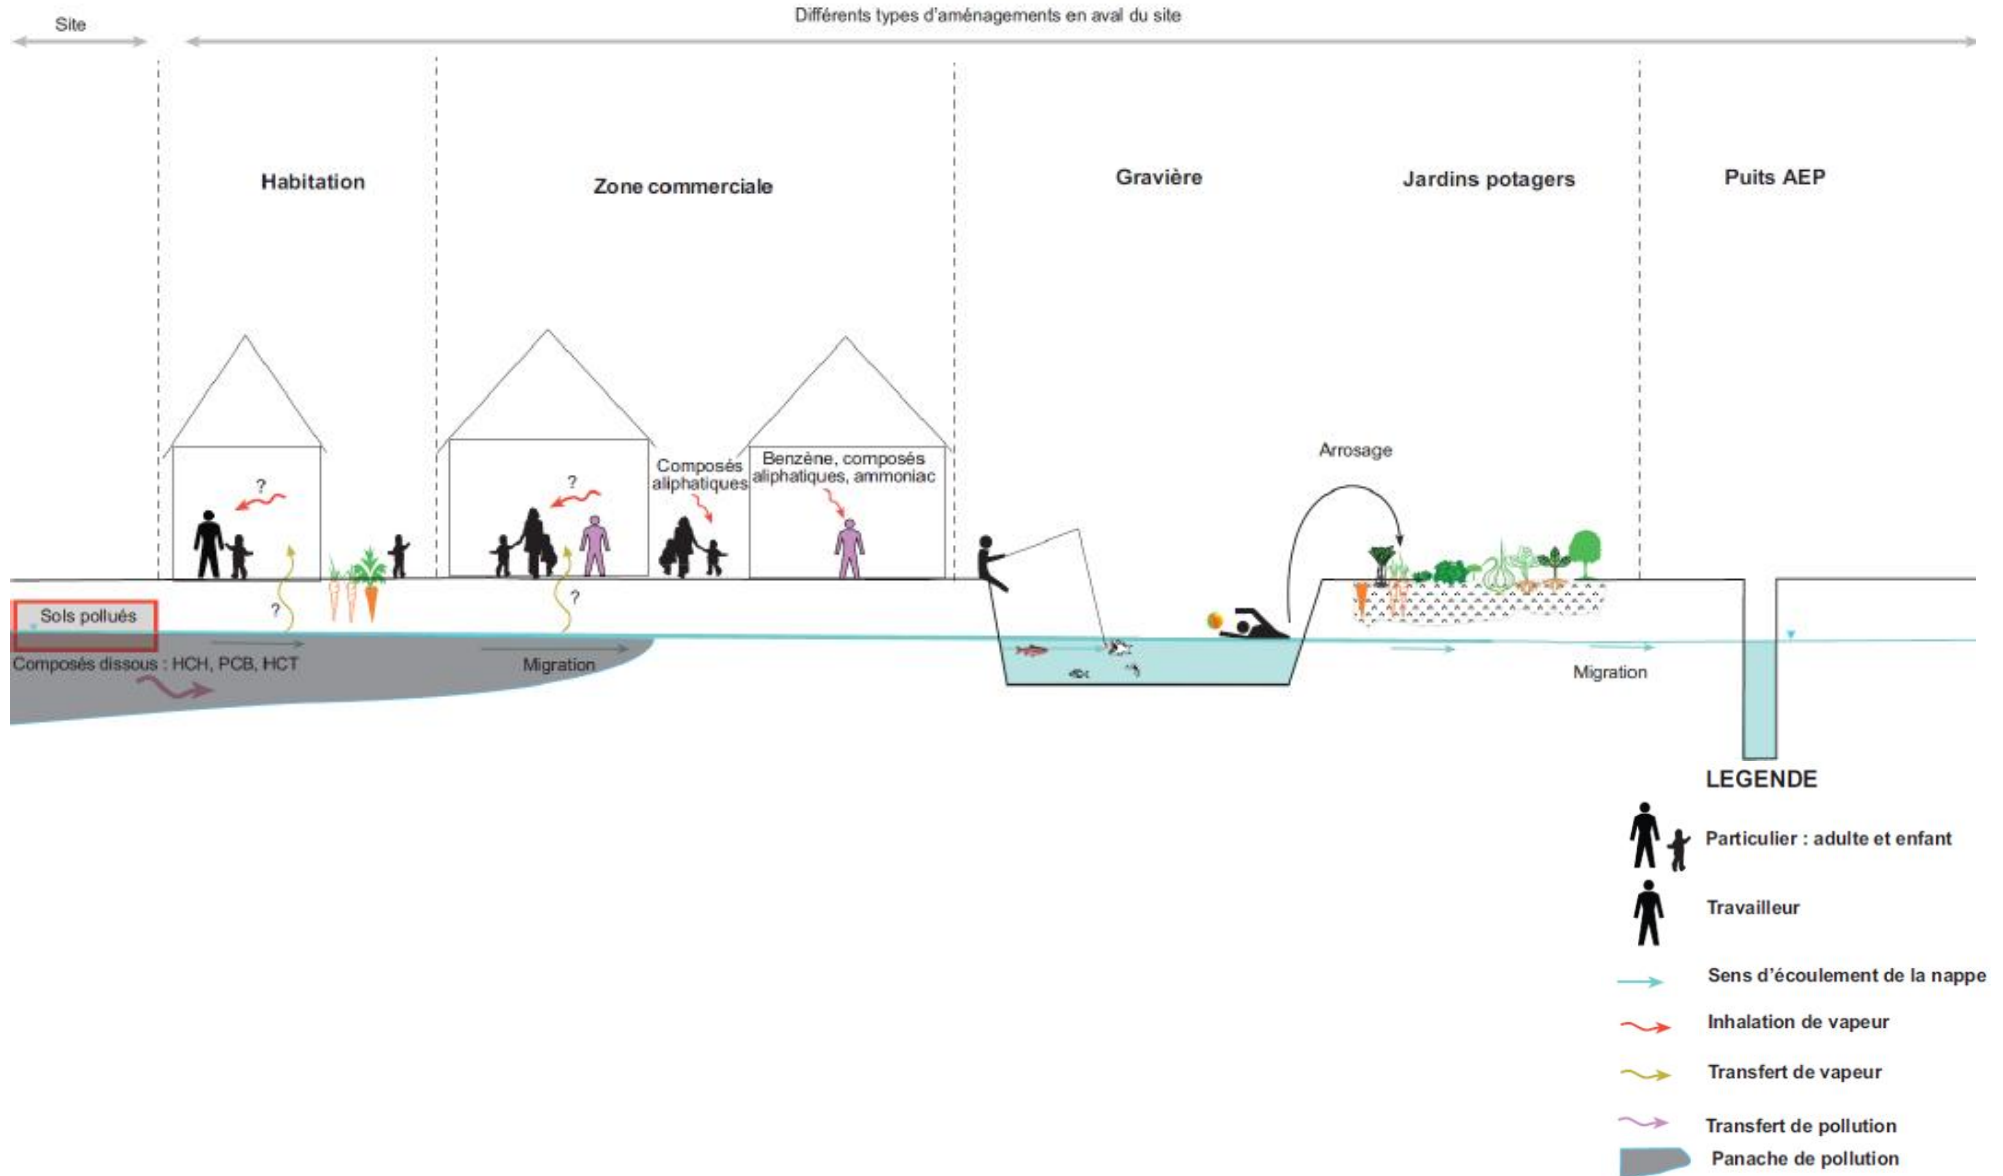 Site
Différents types d'aménagements en aval du site
Habitation
Zone commerciale
Gravière
Jardins potagers
Puits AEP
?
?
Composés
aliphatiques
Benzène, composés
aliphatiques, ammoniac
Arrosage
Sols pollués
?
?
Composés dissous : HCH, PCB, HCT
Migration
Migration
LEGENDE
Particulier : adulte et enfant
Travailleur
Sens d'écoulement de la nappe
Inhalation de vapeur
Transfert de vapeur
Transfert de pollution
Panache de pollution